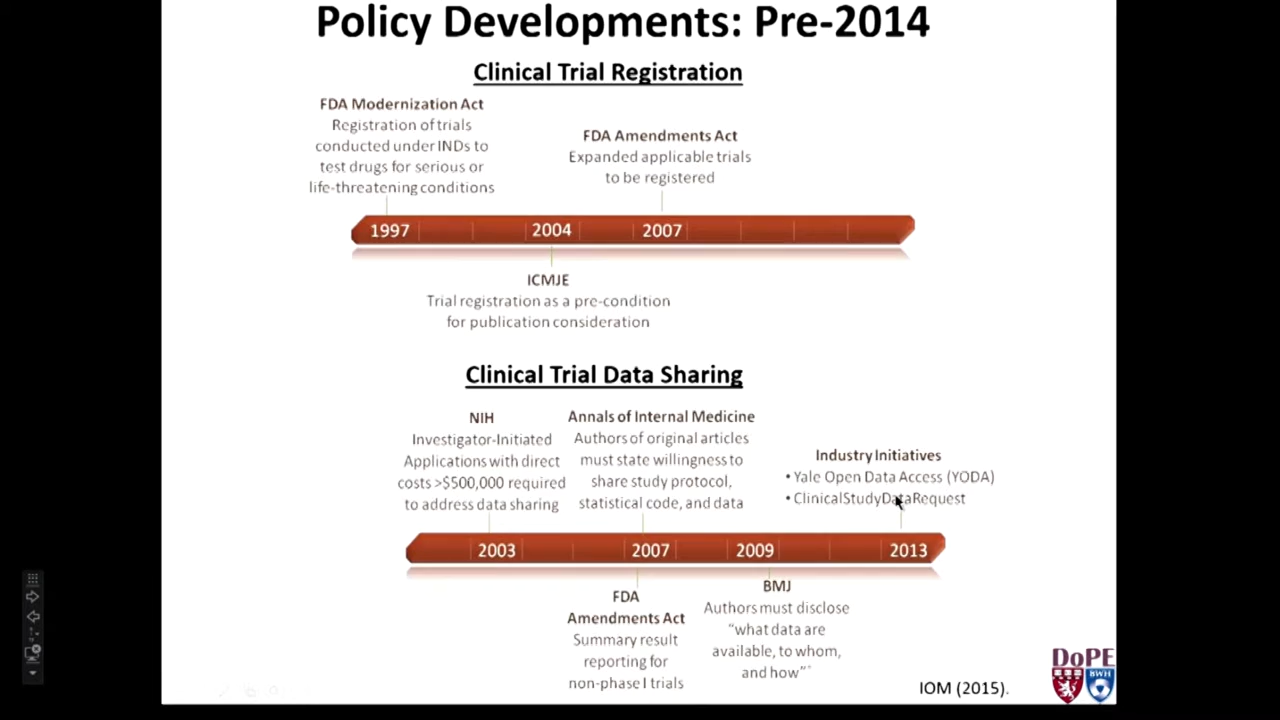 Policy Developments: Pre-2014
Clinical Trial Registration
FDA Modernization Act
Registration of trials
conducted under INDs to
test drugs for serious or
life-threatening conditions
FDA Amendments Act
Expanded applicable trials
to be registered
1997
2004
2007
ICMJE
Trial registration as a pre-condition
for publication consideration
Clinical Trial Data Sharing
NIH
Investigator-Initiated
Applications with direct
costs >$500,000 required
to address data sharing
Annals of Internal Medicine
Authors of original articles
must state willingness to
share study protocol,
statistical code, and data
Industry Initiatives
• Yale Open Data Access (YODA)
• ClinicalStudyDataRequest
2003
2007
2009
2013
FDA
Amendments Act
Summary result
reporting for
non-phase I trials
BMJ
Authors must disclose
“what data are
available, to whom,
and how”
DoPE
BWH
IOM (2015).